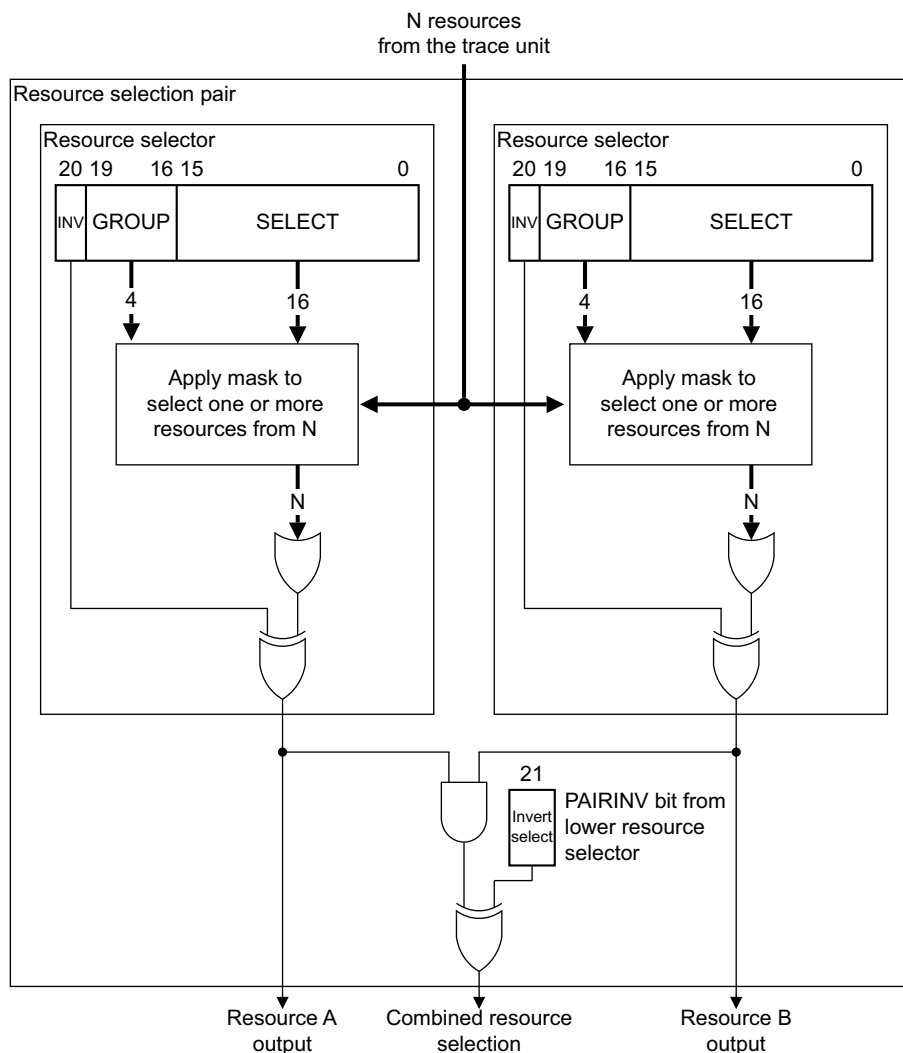 N resources
from the trace unit
Resource selection pair
Resource selector
20 19 16 15 0
INV GROUP SELECT
4 16
Apply mask to
select one or more
resources from N
N
Resource selector
20 19 16 15 0
INV GROUP SELECT
4 16
Apply mask to
select one or more
resources from N
N
21
Invert
select
PAIRINV bit from
lower resource
selector
Resource A
output
Combined resource
selection
Resource B
output